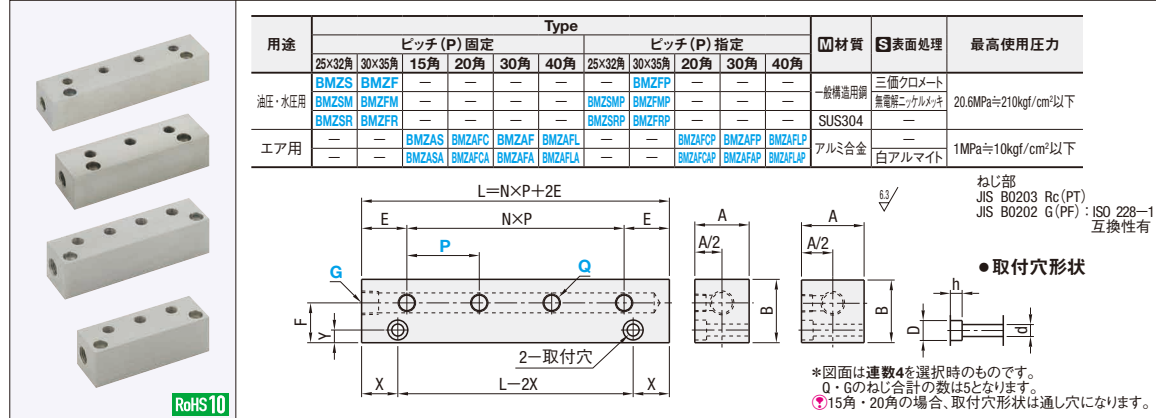 用途 Type M材質 S表面処理 最高使用圧力
ピッチ(P)固定 ピッチ(P)指定
25×32角 30×35角 15角 20角 30角 40角 25×32角 30×35角 20角 30角 40角
油圧・水圧用 BMZS BMZF — — — — — BMZFP — — — 一般構造用鋼 三価クロメート 20.6MPa≒210kgf/cm²以下
BMZSM BMZFM — — — — BMZSMP BMZFMP — — — 無電解ニッケルメッキ
BMZSR BMZFR — — — — BMZSRP BMZFRP — — — SUS304 —
エア用 — — BMZAS BMZAFC BMZAF BMZAFL — — BMZAFCP BMZAFP BMZAFLP アルミ合金 — 1MPa≒10kgf/cm²以下
— — BMZASA BMZAFCA BMZAFA BMZAFLA — — BMZAFCAP BMZAFAP BMZAFLAP 白アルマイト
ねじ部
JIS B0203 Rc(PT)
JIS B0202 G(PF):ISO 228−1
互換性有
L=N×P+2E
E N×P E
P
G
Q
F
Y
2−取付穴
X L−2X X
A
A/2
B
A
A/2
B
6.3
●取付穴形状
h
D
d
*図面は連数4を選択時のものです。
Q・Gのねじ合計の数は5となります。
15角・20角の場合、取付穴形状は通し穴になります。
RoHS10